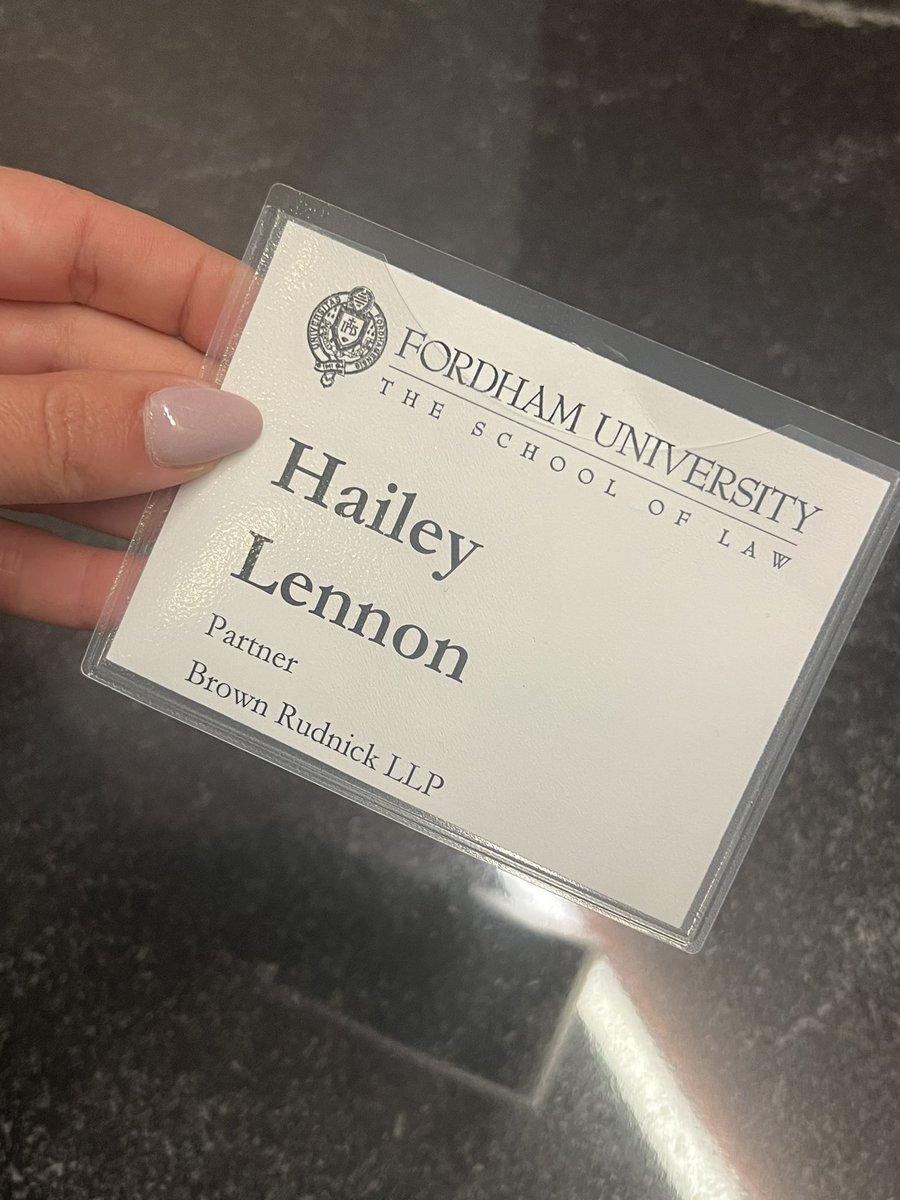 FORDHAM UNIVERSITY
THE SCHOOL OF LAW
Hailey
Lennon
Partner
Brown Rudnick LLP